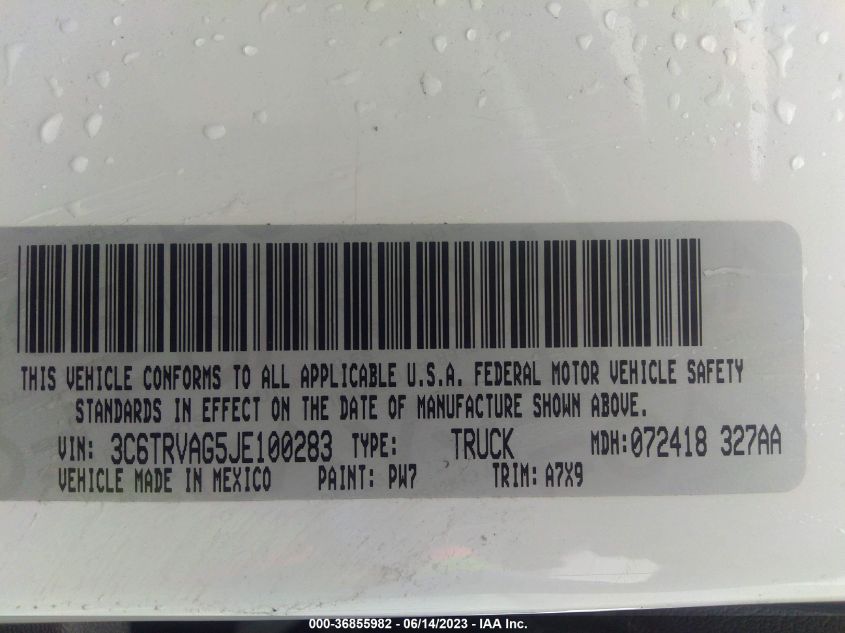 THIS VEHICLE CONFORMS TO ALL APPLICABLE U.S.A. FEDERAL MOTOR VEHICLE SAFETY
STANDARDS IN EFFECT ON THE DATE OF MANUFACTURE SHOWN ABOVE.
VIN: 3C6TRVAG5JE100283 TYPE: TRUCK MDH:072418 327AA
VEHICLE MADE IN MEXICO PAINT: PW7 TRIM: A7X9
000-36855982 - 06/14/2023 - IAA Inc.